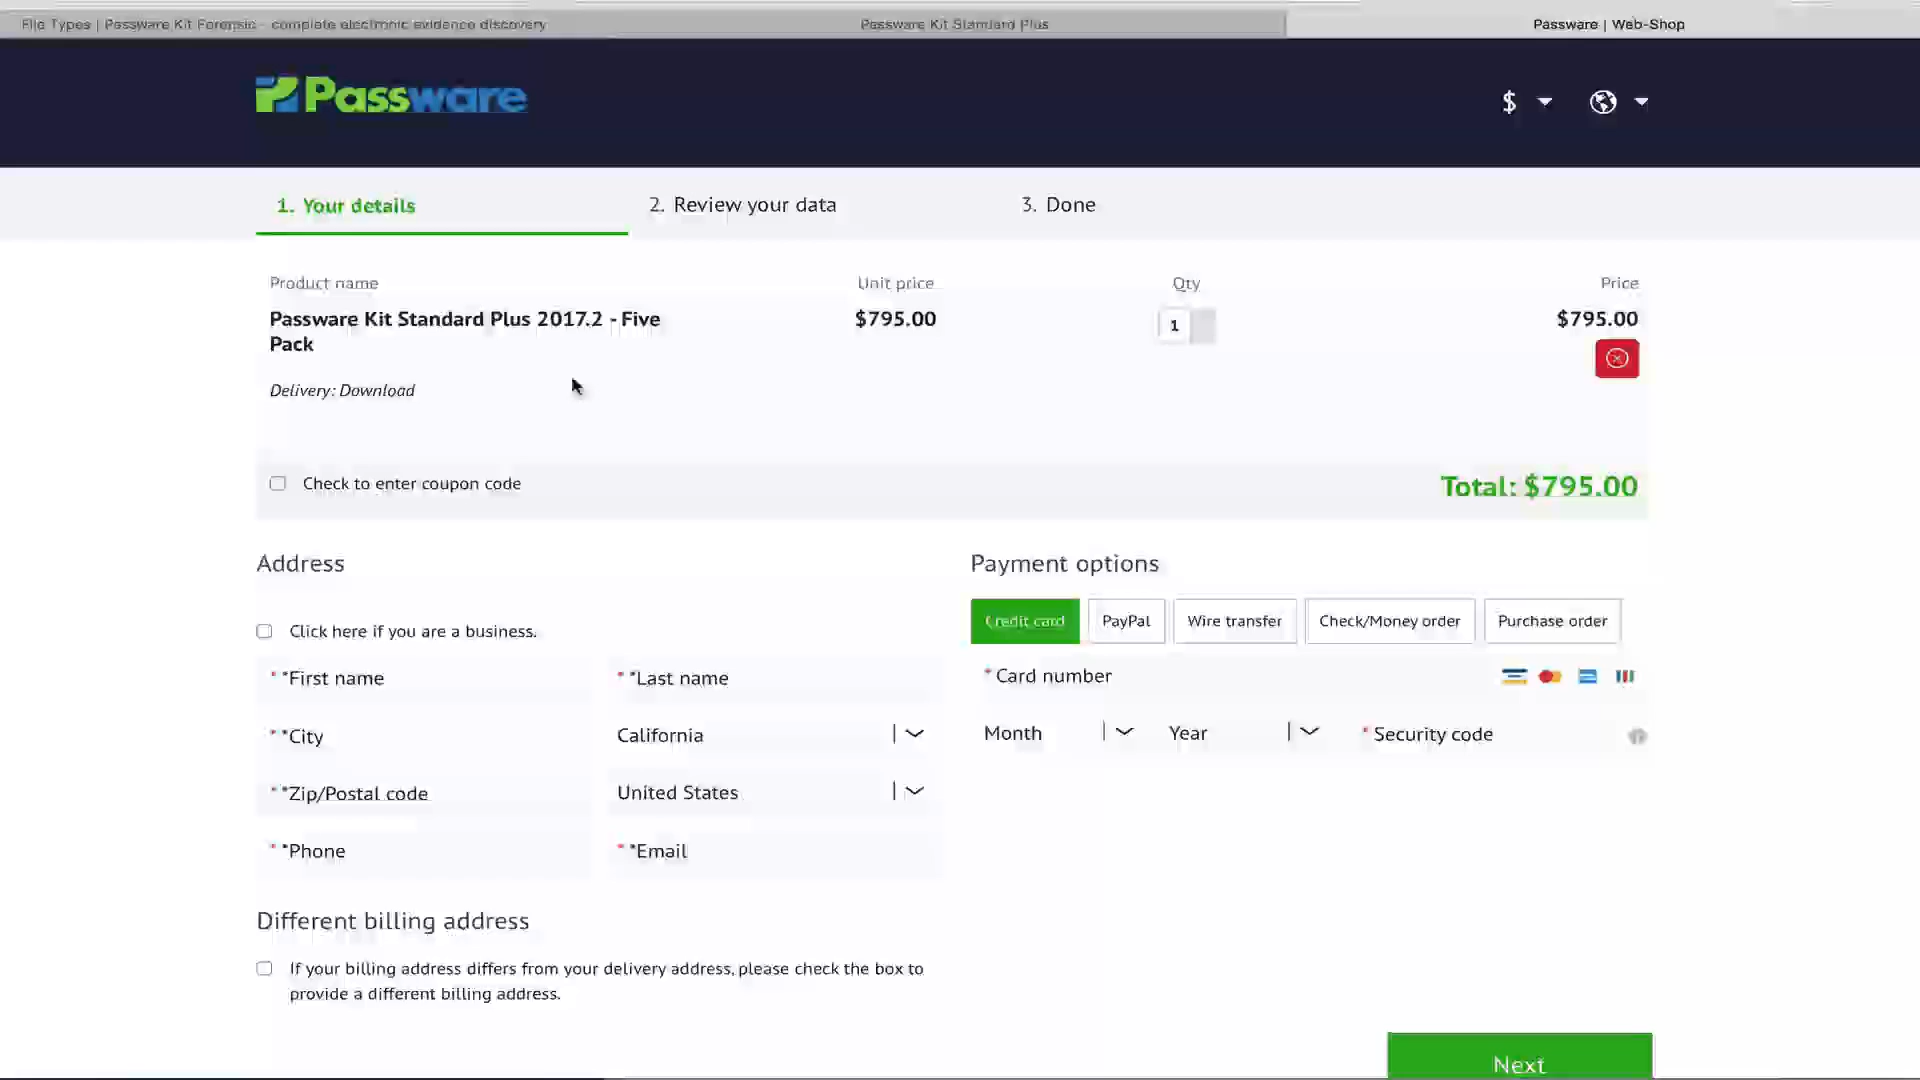 File Types | Passware Kit Forensic - complete electronic evidence discovery
Passware Kit Standard Plus
Passware | Web-Shop
Passware
$
1. Your details
2. Review your data
3. Done
Product name
Unit price
Qty
Price
Passware Kit Standard Plus 2017.2 - Five
Pack
$795.00
1
$795.00
Delivery: Download
Check to enter coupon code
Total: $795.00
Address
Payment options
Click here if you are a business.
Credit card
PayPal
Wire transfer
Check/Money order
Purchase order
* *First name
* *Last name
* Card number
* *City
California
Month
Year
* Security code
* *Zip/Postal code
United States
* *Phone
* *Email
Different billing address
If your billing address differs from your delivery address, please check the box to
provide a different billing address.
Next